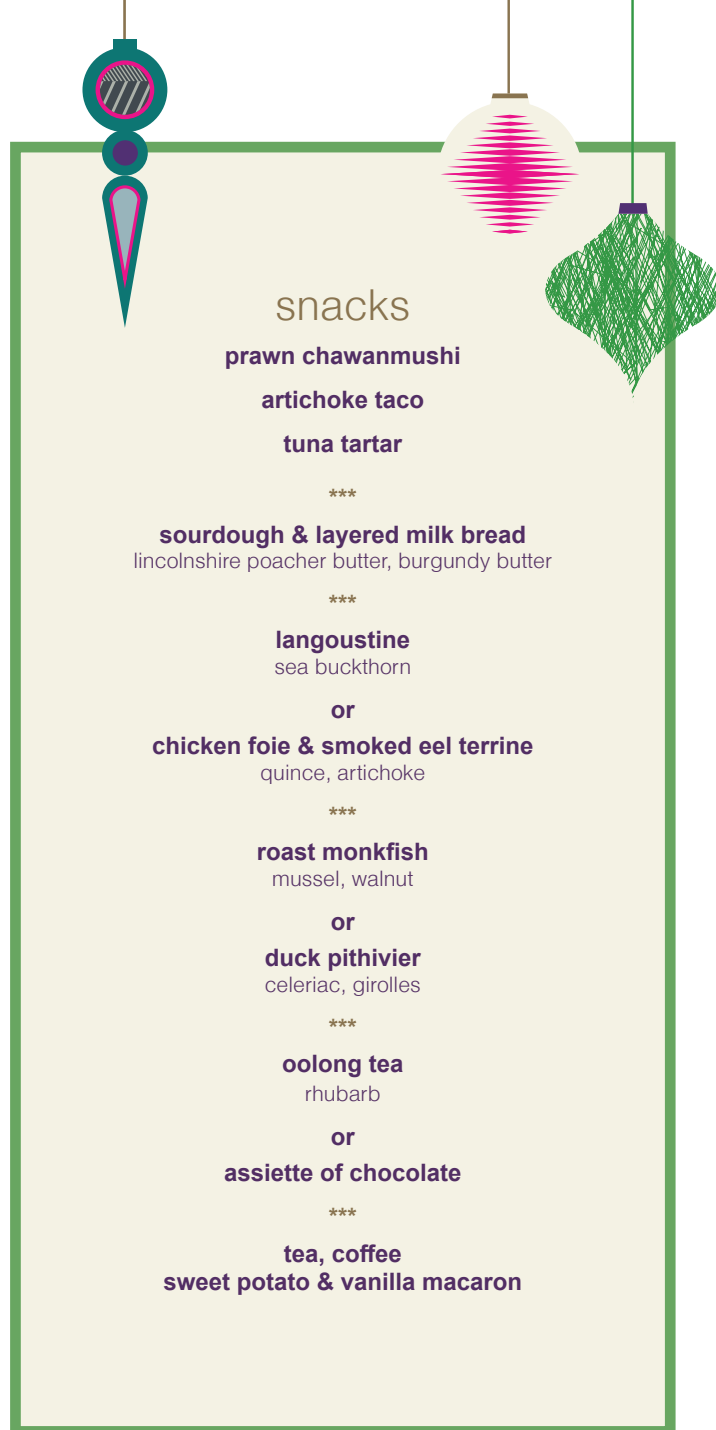 snacks
prawn chawanmushi
artichoke taco
tuna tartar
***
sourdough & layered milk bread
lincolnshire poacher butter, burgundy butter
***
langoustine
sea buckthorn
or
chicken foie & smoked eel terrine
quince, artichoke
***
roast monkfish
mussel, walnut
or
duck pithivier
celeriac, girolles
***
oolong tea
rhubarb
or
assiette of chocolate
***
tea, coffee
sweet potato & vanilla macaron